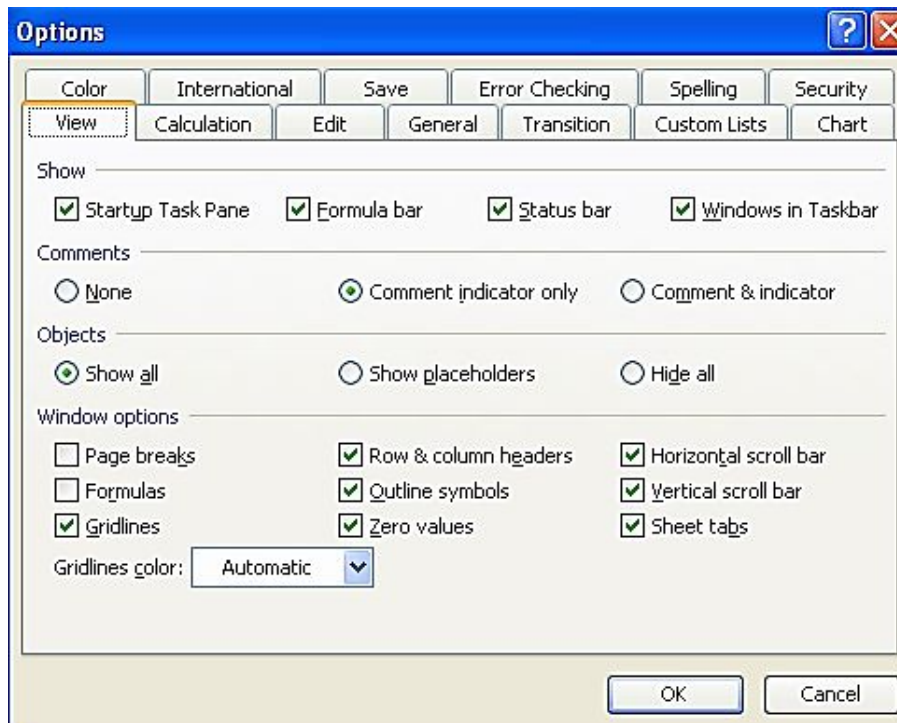 Options
Color International Save Error Checking Spelling Security
View Calculation Edit General Transition Custom Lists Chart
Show
Startup Task Pane Formula bar Status bar Windows in Taskbar
Comments
None Comment indicator only Comment & indicator
Objects
Show all Show placeholders Hide all
Window options
Page breaks Row & column headers Horizontal scroll bar
Formulas Outline symbols Vertical scroll bar
Gridlines Zero values Sheet tabs
Gridlines color: Automatic
OK Cancel